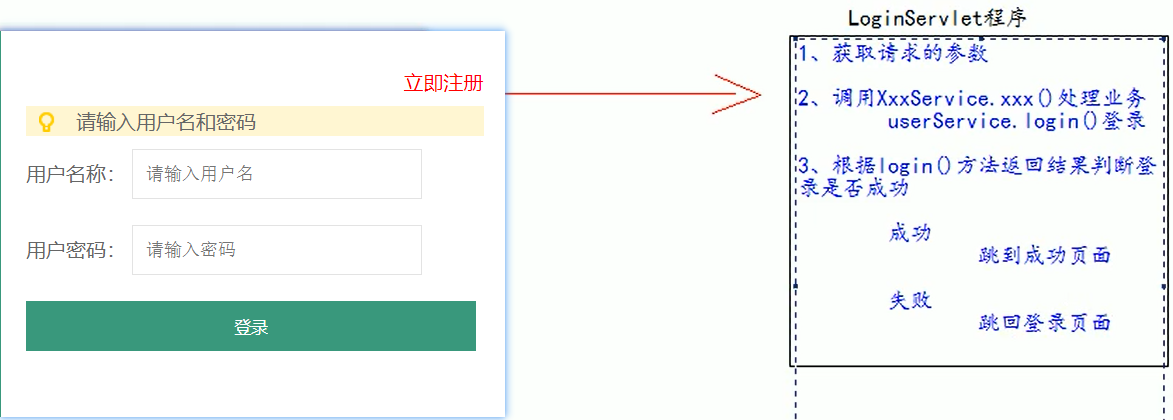 立即注册
请输入用户名和密码
用户名称：
请输入用户名
用户密码：
请输入密码
登录
LoginServlet程序
1、获取请求的参数
2、调用XxxService.xxx()处理业务
userService.login()登录
3、根据login()方法返回结果判断登
录是否成功
成功
跳到成功页面
失败
跳回登录页面